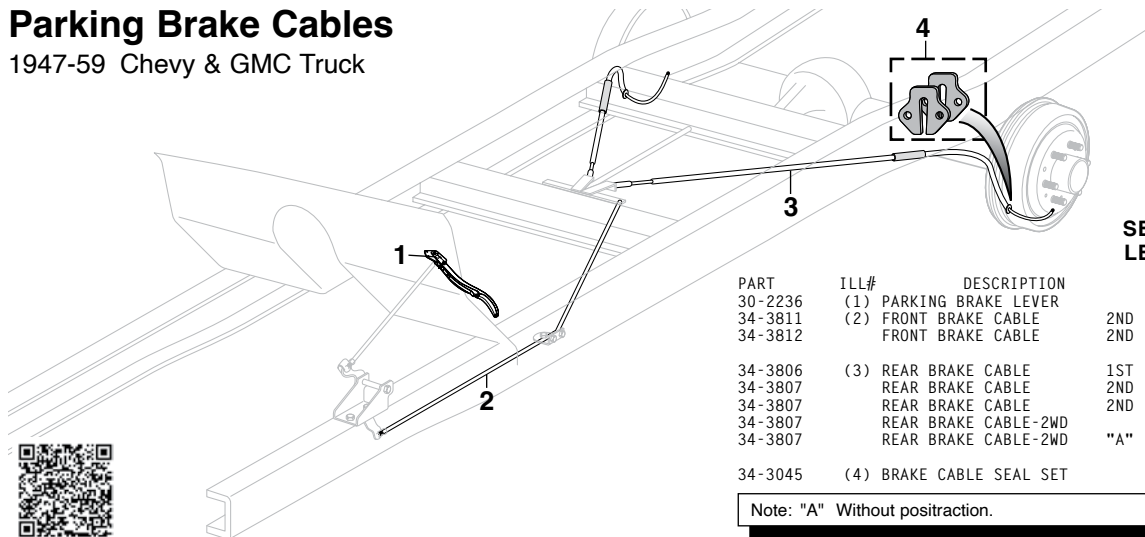 Parking Brake Cables
1947-59 Chevy & GMC Truck
4
3
1
2
SE
LE
PART ILL# DESCRIPTION
30-2236 (1) PARKING BRAKE LEVER
34-3811 (2) FRONT BRAKE CABLE 2ND
34-3812 FRONT BRAKE CABLE 2ND
34-3806 (3) REAR BRAKE CABLE 1ST
34-3807 REAR BRAKE CABLE 2ND
34-3807 REAR BRAKE CABLE 2ND
34-3807 REAR BRAKE CABLE-2WD
34-3807 REAR BRAKE CABLE-2WD "A"
34-3045 (4) BRAKE CABLE SEAL SET
Note: "A" Without positraction.